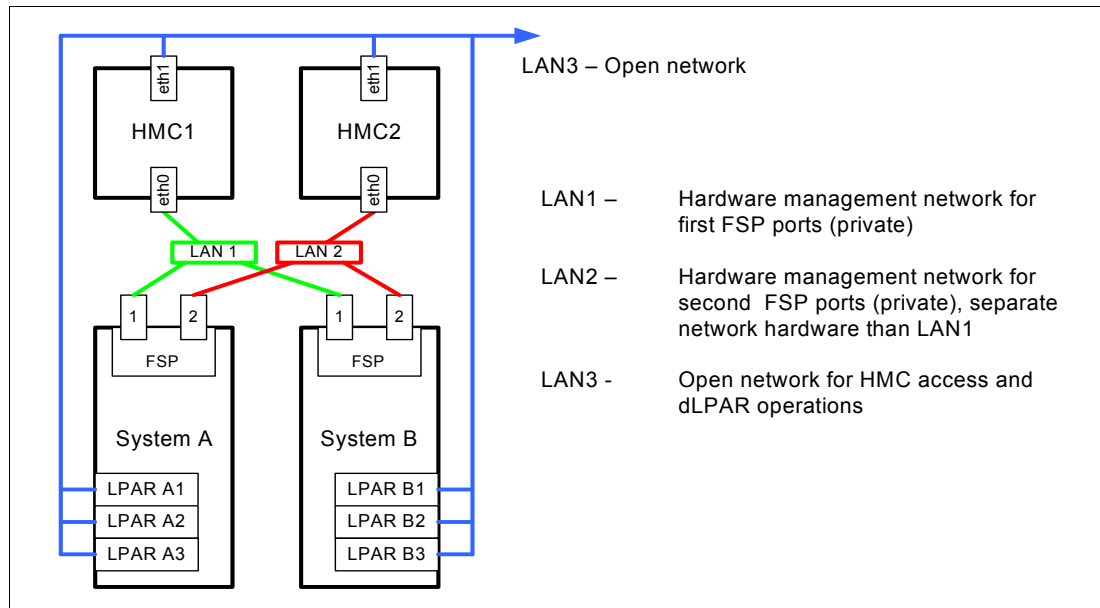 eth1
eth1
LAN3 – Open network
HMC1
HMC2
eth0
eth0
LAN1 – Hardware management network for
first FSP ports (private)
LAN 1
LAN 2
LAN2 – Hardware management network for
second FSP ports (private), separate
network hardware than LAN1
1
2
1
2
FSP
FSP
LAN3 - Open network for HMC access and
dLPAR operations
System A
System B
LPAR A1
LPAR B1
LPAR A2
LPAR B2
LPAR A3
LPAR B3